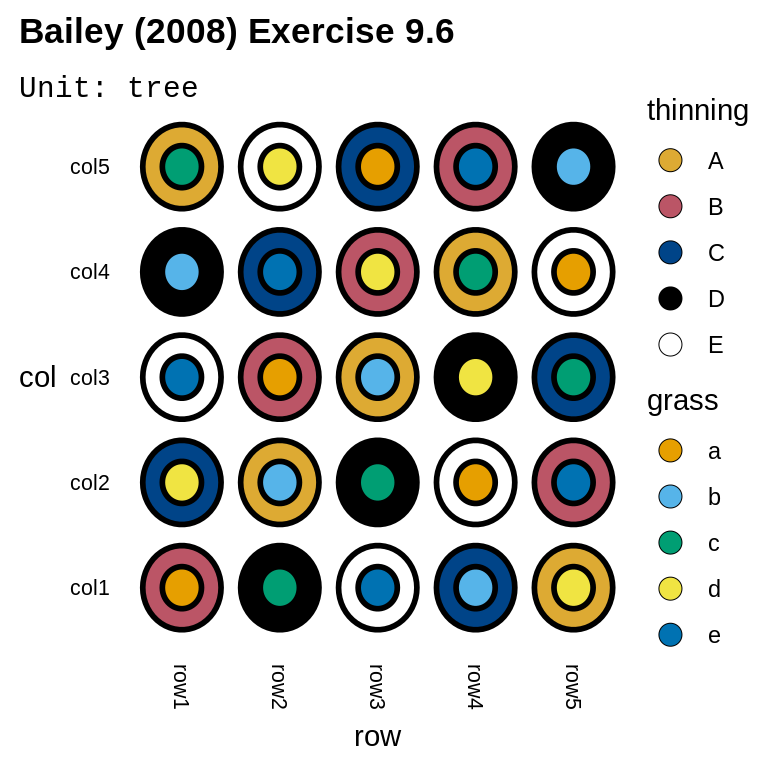 Bailey (2008) Exercise 9.6
Unit: tree
thinning
A
B
C
D
E
grass
a
b
c
d
e
col
col5
col4
col3
col2
col1
row1
row2
row3
row4
row5
row